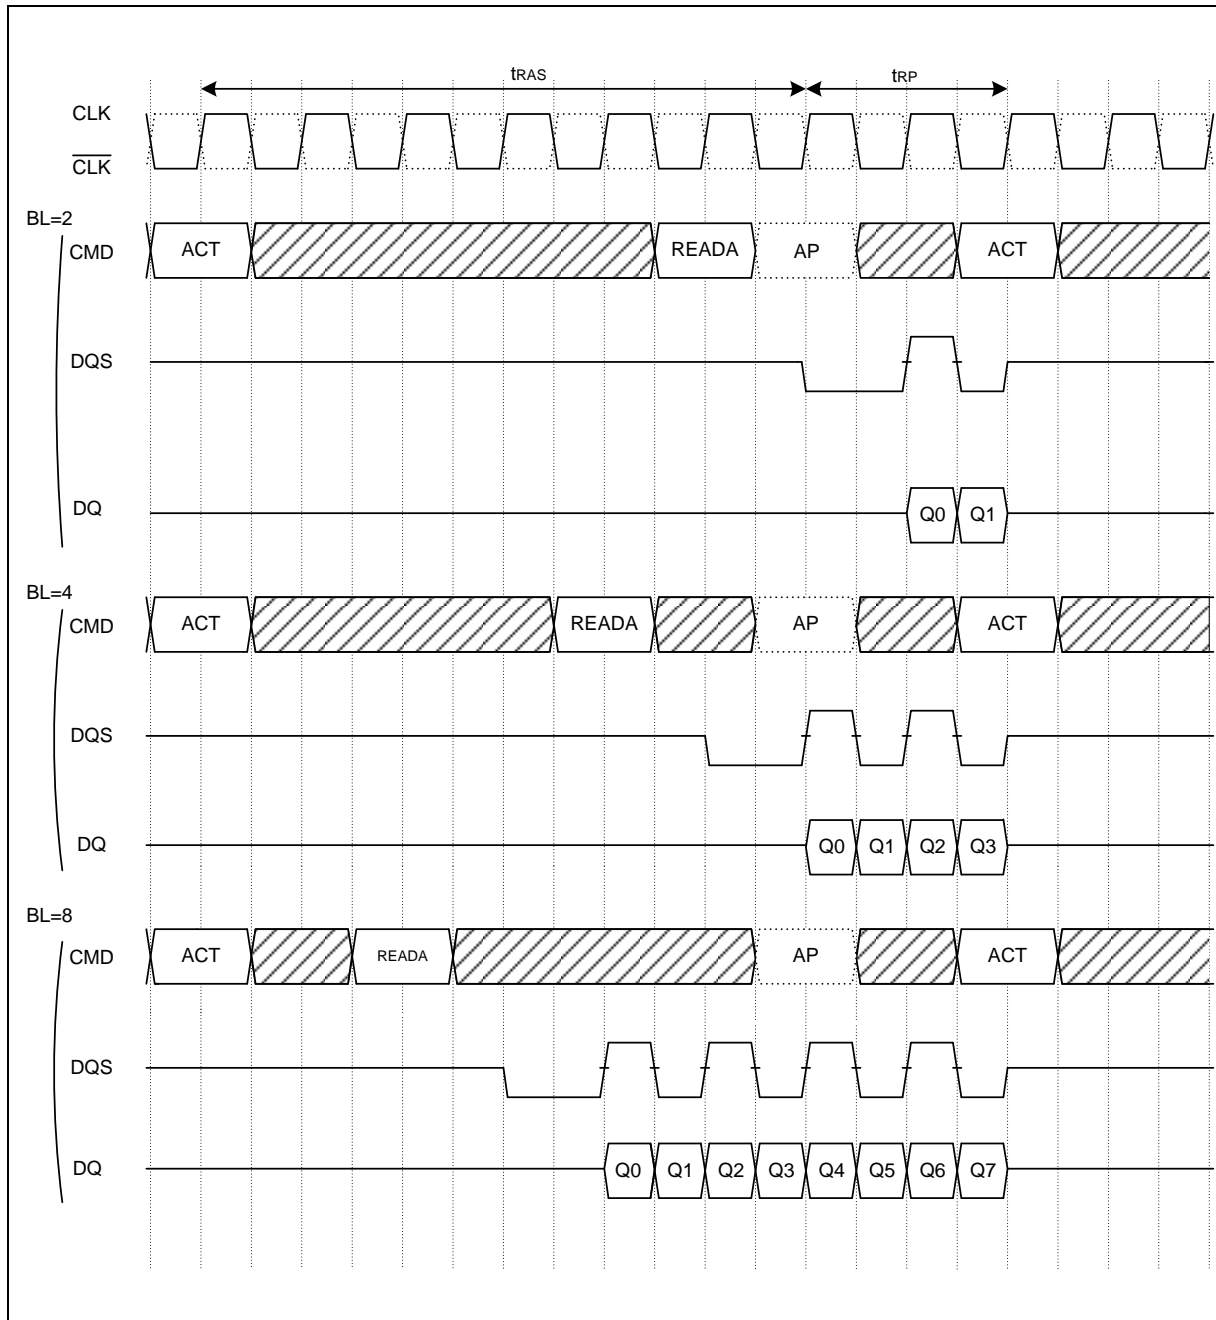 tRAS tRP
CLK
CLK
BL=2
CMD ACT READA AP ACT
DQS
DQ Q0 Q1
BL=4
CMD ACT READA AP ACT
DQS
DQ Q0 Q1 Q2 Q3
BL=8
CMD ACT READA AP ACT
DQS
DQ Q0 Q1 Q2 Q3 Q4 Q5 Q6 Q7